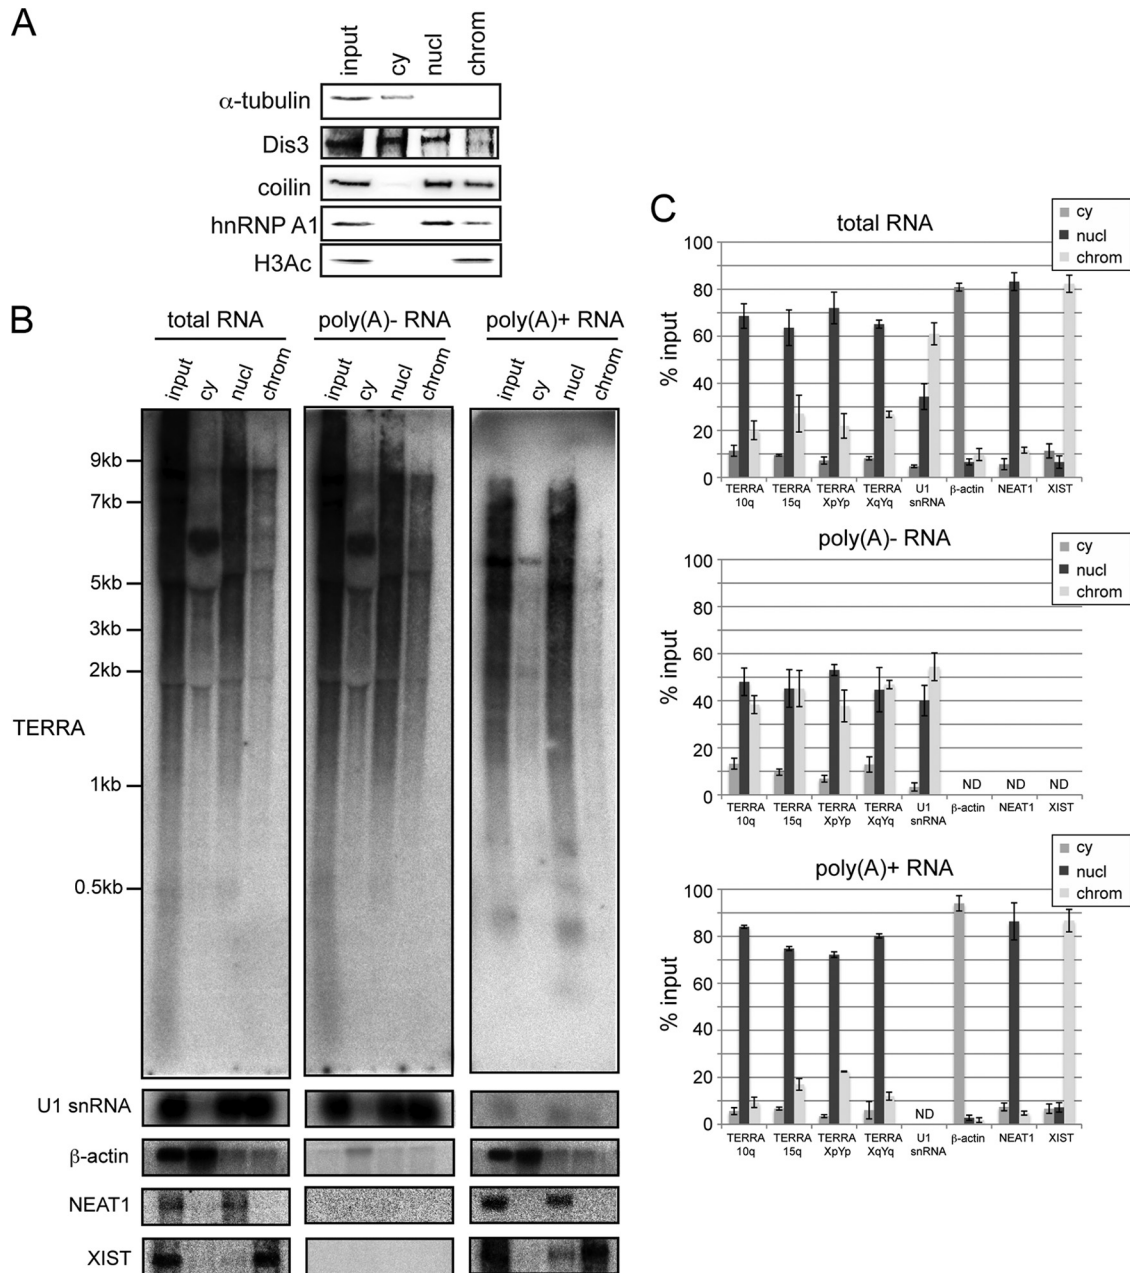 A
input cy nucl chrom
α-tubulin
Dis3
coilin
hnRNP A1
H3Ac
B
total RNA poly(A)- RNA poly(A)+ RNA
input cy nucl chrom input cy nucl chrom input cy nucl chrom
9kb
7kb
5kb
3kb
2kb
TERRA
1kb
0.5kb
U1 snRNA
β-actin
NEAT1
XIST
C
total RNA
cy
nucl
chrom
% input
100
80
60
40
20
0
TERRA TERRA TERRA TERRA U1 β-actin NEAT1 XIST
10q 15q XpYp XqYq snRNA
poly(A)- RNA
cy
nucl
chrom
% input
100
80
60
40
20
0
ND ND ND
TERRA TERRA TERRA TERRA U1 β-actin NEAT1 XIST
10q 15q XpYp XqYq snRNA
poly(A)+ RNA
cy
nucl
chrom
% input
100
80
60
40
20
0
ND
TERRA TERRA TERRA TERRA U1 β-actin NEAT1 XIST
10q 15q XpYp XqYq snRNA